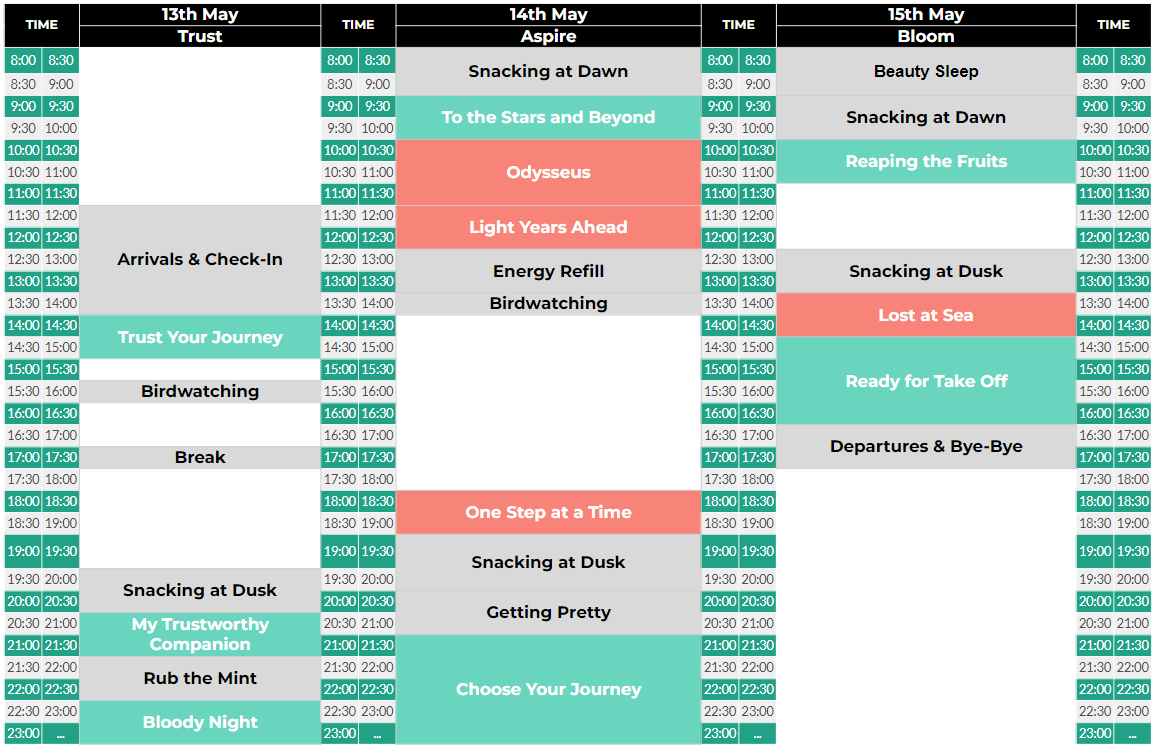 TIME 13th May TIME 14th May TIME 15th May TIME
Trust Aspire Bloom
8:00 8:30 8:00 8:30 Snacking at Dawn 8:00 8:30 Beauty Sleep 8:00 8:30
8:30 9:00 8:30 9:00 8:30 9:00 8:30 9:00
9:00 9:30 9:00 9:30 To the Stars and Beyond 9:00 9:30 Snacking at Dawn 9:00 9:30
9:30 10:00 9:30 10:00 9:30 10:00 9:30 10:00
10:00 10:30 10:00 10:30 10:00 10:30 Reaping the Fruits 10:00 10:30
10:30 11:00 10:30 11:00 Odysseus 10:30 11:00 10:30 11:00
11:00 11:30 11:00 11:30 11:00 11:30 11:00 11:30
11:30 12:00 11:30 12:00 Light Years Ahead 11:30 12:00 11:30 12:00
12:00 12:30 12:00 12:30 12:00 12:30 12:00 12:30
12:30 13:00 Arrivals & Check-In 12:30 13:00 Energy Refill 12:30 13:00 Snacking at Dusk 12:30 13:00
13:00 13:30 13:00 13:30 13:00 13:30 13:00 13:30
13:30 14:00 13:30 14:00 Birdwatching 13:30 14:00 Lost at Sea 13:30 14:00
14:00 14:30 Trust Your Journey 14:00 14:30 14:00 14:30 14:00 14:30
14:30 15:00 14:30 15:00 14:30 15:00 14:30 15:00
15:00 15:30 15:00 15:30 15:00 15:30 Ready for Take Off 15:00 15:30
15:30 16:00 Birdwatching 15:30 16:00 15:30 16:00 15:30 16:00
16:00 16:30 16:00 16:30 16:00 16:30 16:00 16:30
16:30 17:00 16:30 17:00 16:30 17:00 Departures & Bye-Bye 16:30 17:00
17:00 17:30 Break 17:00 17:30 17:00 17:30 17:00 17:30
17:30 18:00 17:30 18:00 17:30 18:00 17:30 18:00
18:00 18:30 18:00 18:30 One Step at a Time 18:00 18:30 18:00 18:30
18:30 19:00 18:30 19:00 18:30 19:00 18:30 19:00
19:00 19:30 19:00 19:30 Snacking at Dusk 19:00 19:30 19:00 19:30
19:30 20:00 Snacking at Dusk 19:30 20:00 19:30 20:00 19:30 20:00
20:00 20:30 20:00 20:30 Getting Pretty 20:00 20:30 20:00 20:30
20:30 21:00 My Trustworthy 20:30 21:00 20:30 21:00 20:30 21:00
21:00 21:30 Companion 21:00 21:30 21:00 21:30 21:00 21:30
21:30 22:00 Rub the Mint 21:30 22:00 21:30 22:00 21:30 22:00
22:00 22:30 22:00 22:30 Choose Your Journey 22:00 22:30 22:00 22:30
22:30 23:00 Bloody Night 22:30 23:00 22:30 23:00 22:30 23:00
23:00 ... 23:00 ... 23:00 ... 23:00 ...